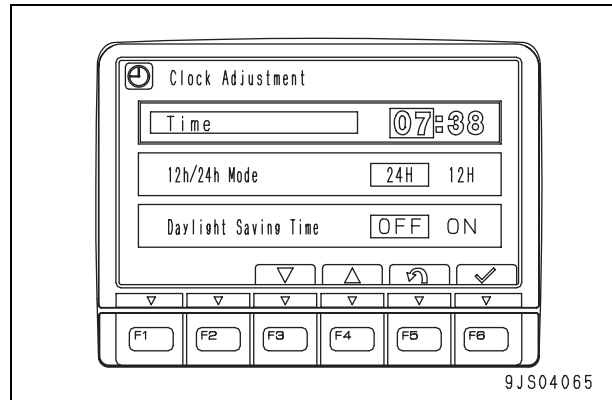 Clock Adjustment
Time 07:38
12h/24h Mode 24H 12H
Daylight Saving Time OFF ON
F1 F2 F3 F4 F5 F6
9JS04065